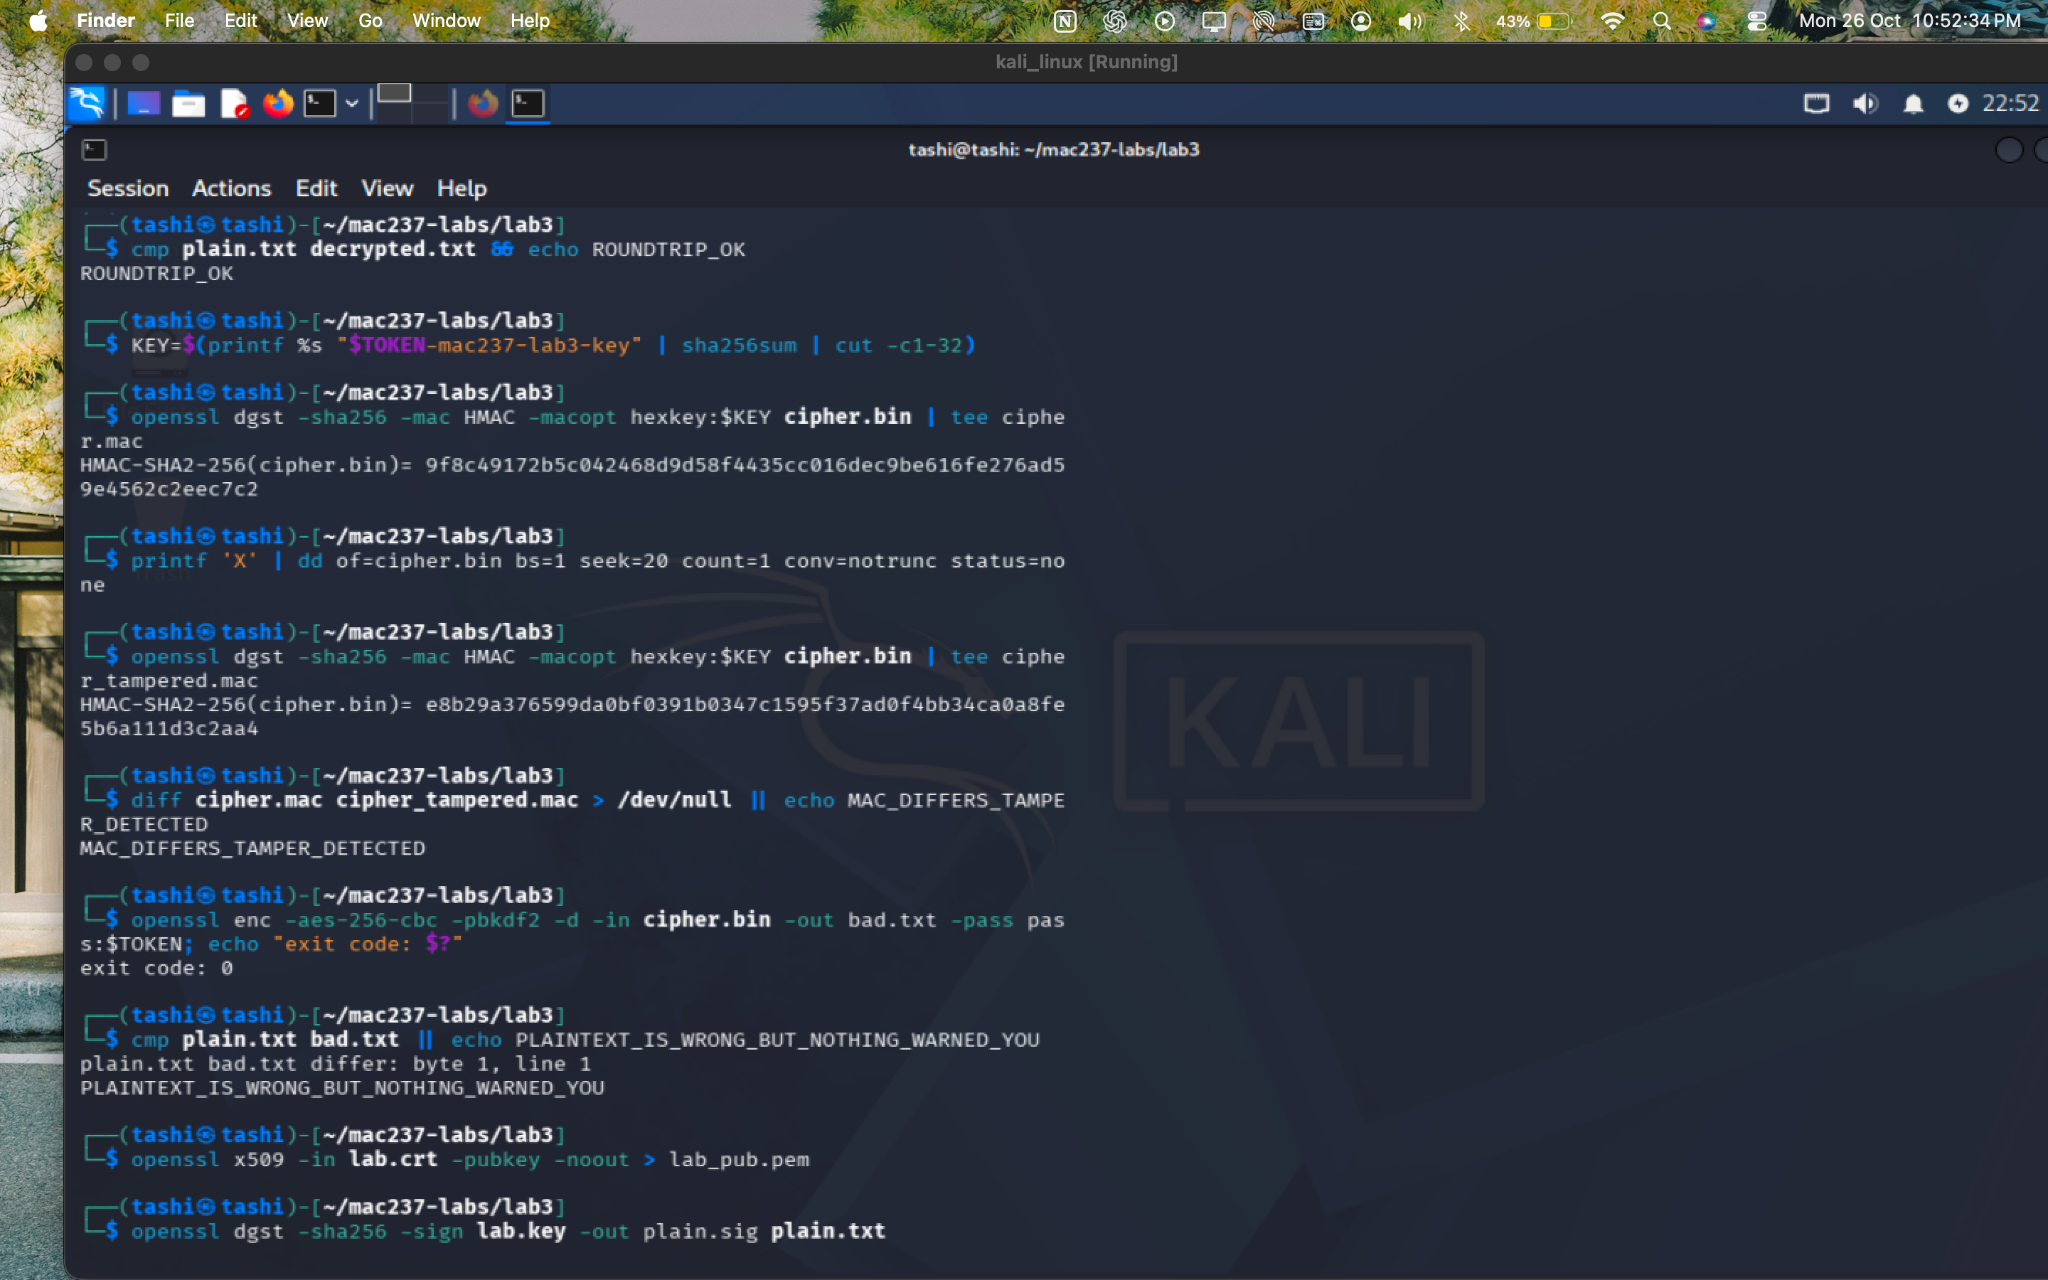 Finder File Edit View Go Window Help 43% Mon 26 Oct 10:52:34 PM
kali_linux [Running]
22:52
tashi@tashi: ~/mac237-labs/lab3
Session Actions Edit View Help
┌──(tashi㉿tashi)-[~/mac237-labs/lab3]
└─$ cmp plain.txt decrypted.txt && echo ROUNDTRIP_OK
ROUNDTRIP_OK
┌──(tashi㉿tashi)-[~/mac237-labs/lab3]
└─$ KEY=$(printf %s "$TOKEN-mac237-lab3-key" | sha256sum | cut -c1-32)
┌──(tashi㉿tashi)-[~/mac237-labs/lab3]
└─$ openssl dgst -sha256 -mac HMAC -macopt hexkey:$KEY cipher.bin | tee ciphe
r.mac
HMAC-SHA2-256(cipher.bin)= 9f8c49172b5c042468d9d58f4435cc016dec9be616fe276ad5
9e4562c2eec7c2
┌──(tashi㉿tashi)-[~/mac237-labs/lab3]
└─$ printf 'X' | dd of=cipher.bin bs=1 seek=20 count=1 conv=notrunc status=no
ne
┌──(tashi㉿tashi)-[~/mac237-labs/lab3]
└─$ openssl dgst -sha256 -mac HMAC -macopt hexkey:$KEY cipher.bin | tee ciphe
r_tampered.mac
HMAC-SHA2-256(cipher.bin)= e8b29a376599da0bf0391b0347c1595f37ad0f4bb34ca0a8fe
5b6a111d3c2aa4
┌──(tashi㉿tashi)-[~/mac237-labs/lab3]
└─$ diff cipher.mac cipher_tampered.mac > /dev/null || echo MAC_DIFFERS_TAMPE
R_DETECTED
MAC_DIFFERS_TAMPER_DETECTED
┌──(tashi㉿tashi)-[~/mac237-labs/lab3]
└─$ openssl enc -aes-256-cbc -pbkdf2 -d -in cipher.bin -out bad.txt -pass pas
s:$TOKEN; echo "exit code: $?"
exit code: 0
┌──(tashi㉿tashi)-[~/mac237-labs/lab3]
└─$ cmp plain.txt bad.txt || echo PLAINTEXT_IS_WRONG_BUT_NOTHING_WARNED_YOU
plain.txt bad.txt differ: byte 1, line 1
PLAINTEXT_IS_WRONG_BUT_NOTHING_WARNED_YOU
┌──(tashi㉿tashi)-[~/mac237-labs/lab3]
└─$ openssl x509 -in lab.crt -pubkey -noout > lab_pub.pem
┌──(tashi㉿tashi)-[~/mac237-labs/lab3]
└─$ openssl dgst -sha256 -sign lab.key -out plain.sig plain.txt
KALI